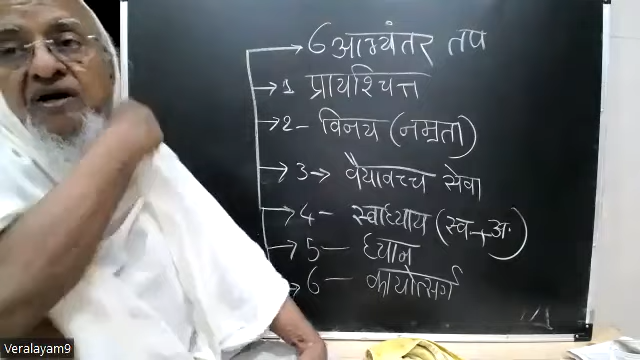 6 आभ्यंतर तप
1 प्रायश्चित्त
2- विनय (नम्रता)
3→ वैयावच्च सेवा
4- स्वाध्याय (स्व+अ.)
5— ध्यान
6— कायोत्सर्ग
Veralayam9